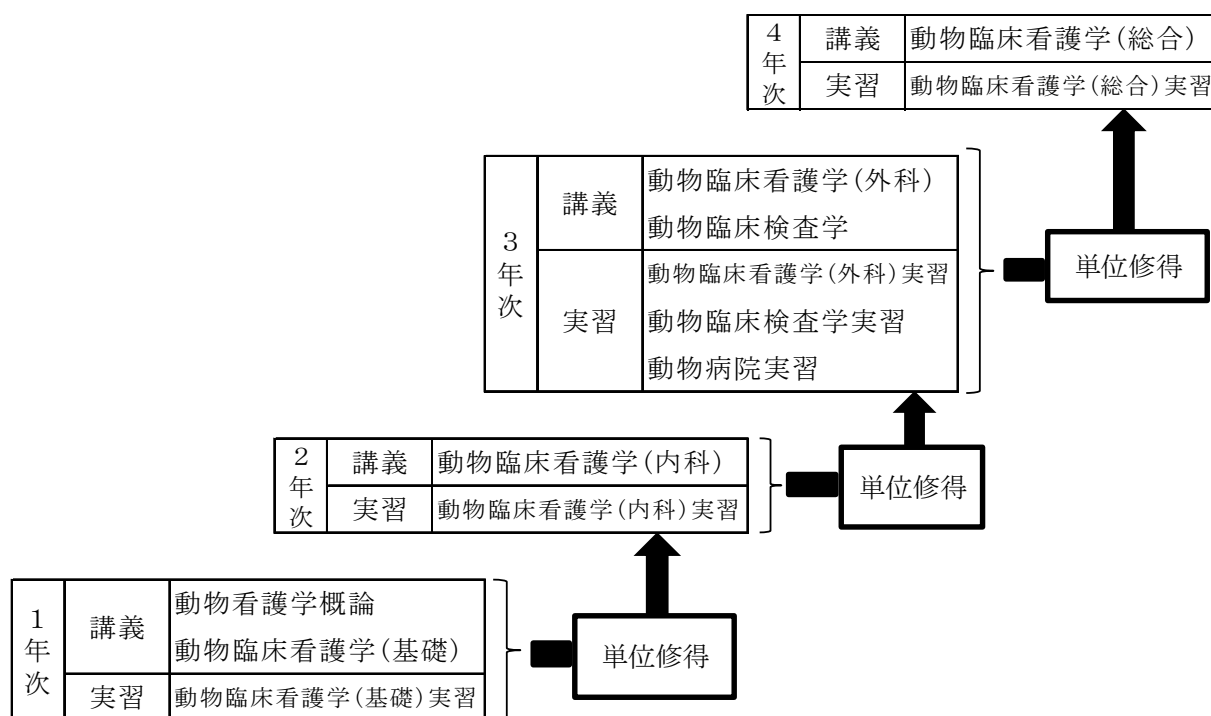 4年次
講義
動物臨床看護学(総合)
実習
動物臨床看護学(総合)実習
3年次
講義
動物臨床看護学(外科)
動物臨床検査学
実習
動物臨床看護学(外科)実習
動物臨床検査学実習
動物病院実習
単位修得
2年次
講義
動物臨床看護学(内科)
実習
動物臨床看護学(内科)実習
単位修得
1年次
講義
動物看護学概論
動物臨床看護学(基礎)
実習
動物臨床看護学(基礎)実習
単位修得